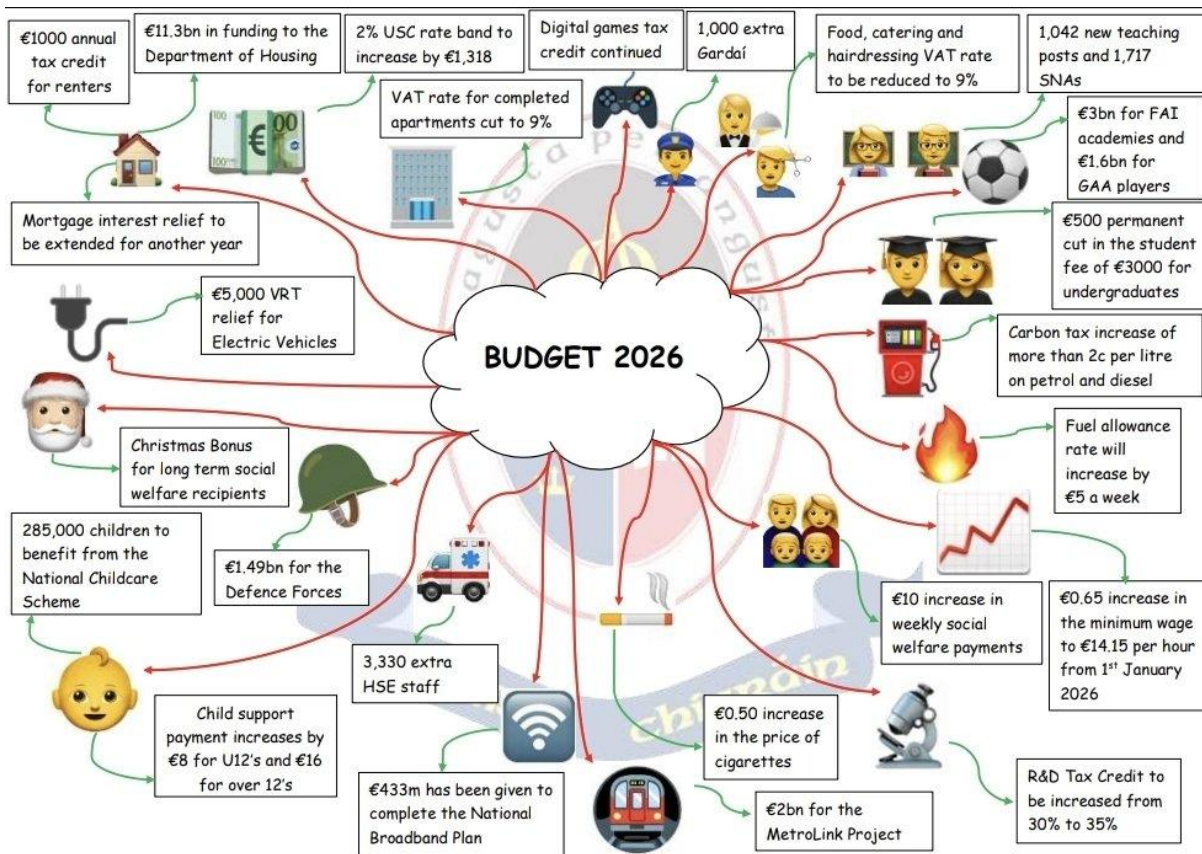 €1000 annual
tax credit
for renters
€11.3bn in funding to the
Department of Housing
2% USC rate band to
increase by €1,318
Digital games tax
credit continued
1,000 extra
Gardaí
Food, catering and
hairdressing VAT rate
to be reduced to 9%
1,042 new teaching
posts and 1,717
SNAs
VAT rate for completed
apartments cut to 9%
€3bn for FAI
academies and
€1.6bn for
GAA players
Mortgage interest relief to
be extended for another year
€500 permanent
cut in the student
fee of €3000 for
undergraduates
€5,000 VRT
relief for
Electric Vehicles
BUDGET 2026
Carbon tax increase of
more than 2c per litre
on petrol and diesel
Christmas Bonus
for long term social
welfare recipients
Fuel allowance
rate will
increase by
€5 a week
285,000 children to
benefit from the
National Childcare
Scheme
€1.49bn for the
Defence Forces
€10 increase in
weekly social
welfare payments
€0.65 increase in
the minimum wage
to €14.15 per hour
from 1st January
2026
3,330 extra
HSE staff
Child support
payment increases by
€8 for U12's and €16
for over 12's
€0.50 increase
in the price of
cigarettes
€433m has been given to
complete the National
Broadband Plan
€2bn for the
MetroLink Project
R&D Tax Credit to
be increased from
30% to 35%